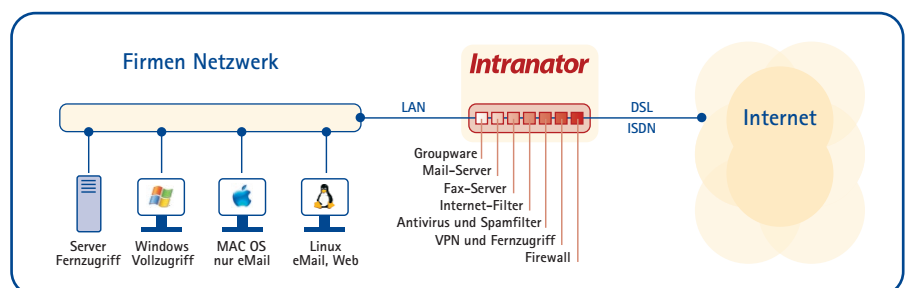 Firmen Netzwerk
Intranator
LAN
DSL
ISDN
Internet
Groupware
Mail-Server
Fax-Server
Internet-Filter
Antivirus und Spamfilter
VPN und Fernzugriff
Firewall
Server
Fernzugriff
Windows
Vollzugriff
MAC OS
nur eMail
Linux
eMail, Web